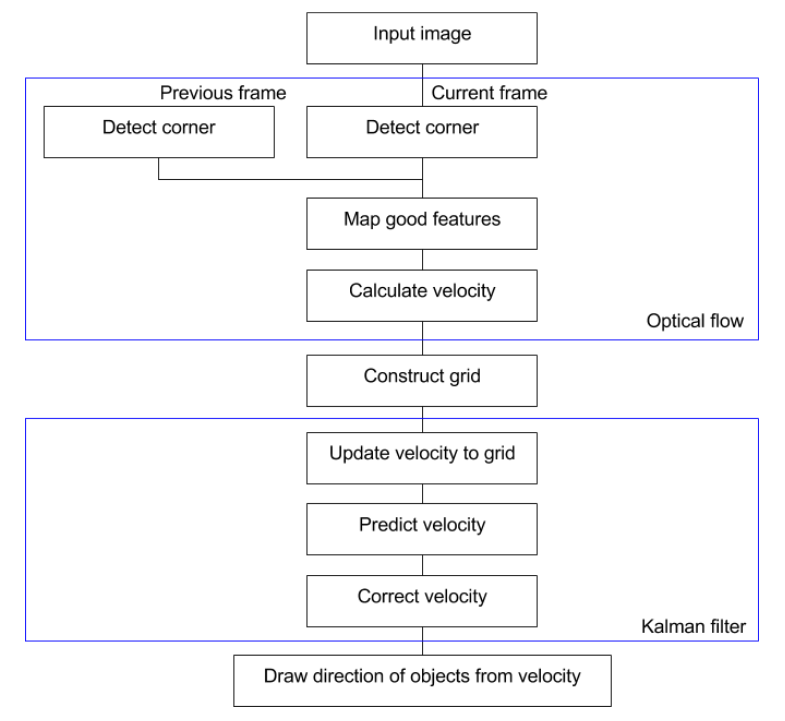 Input image
Previous frame
Current frame
Detect corner
Detect corner
Map good features
Calculate velocity
Optical flow
Construct grid
Update velocity to grid
Predict velocity
Correct velocity
Kalman filter
Draw direction of objects from velocity